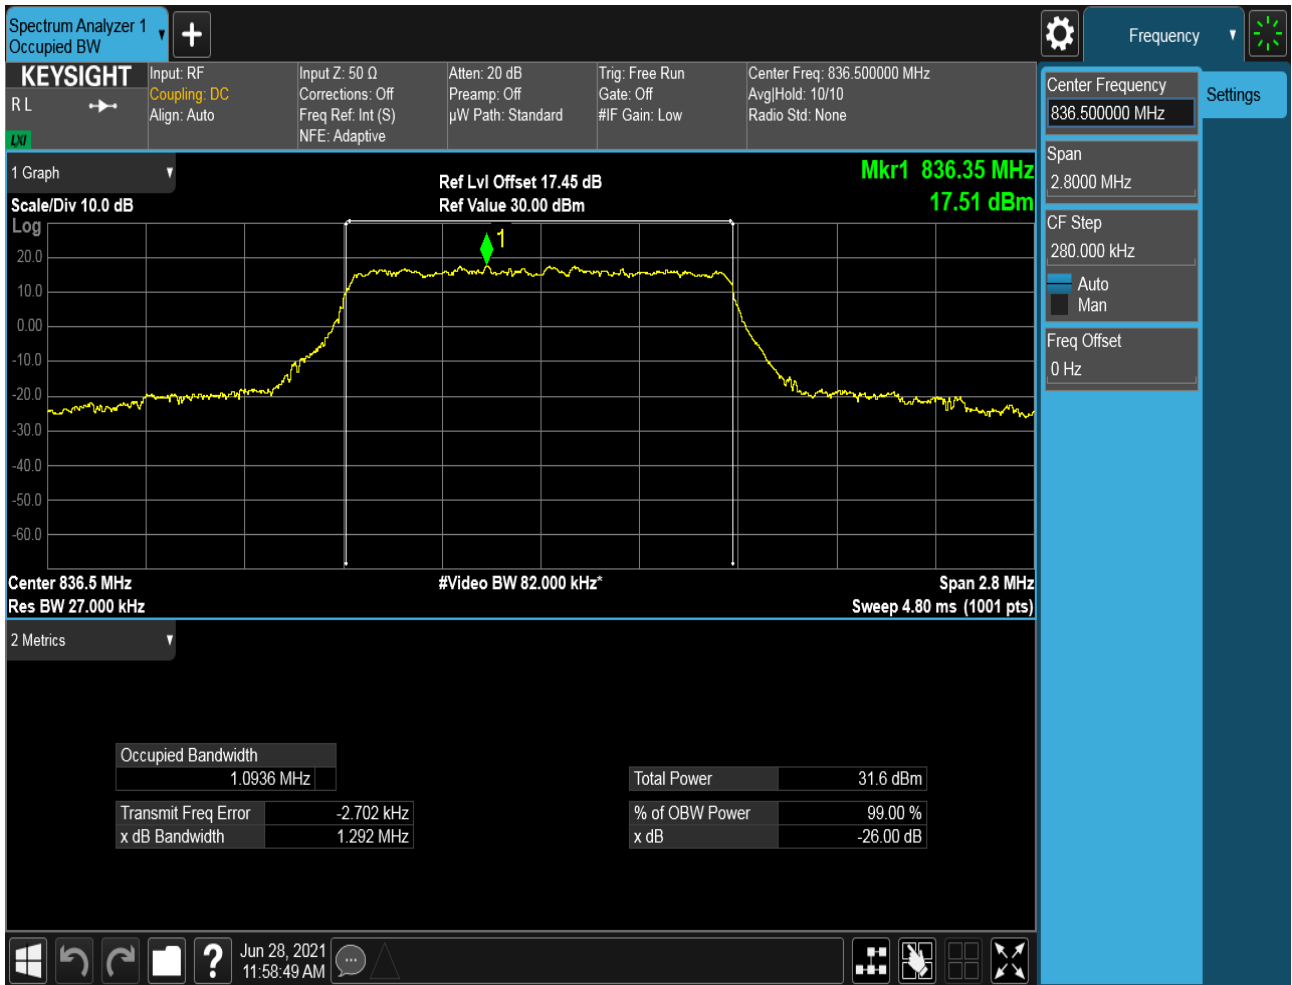 Spectrum Analyzer 1
Occupied BW
Frequency
KEYSIGHT
R L
LXI
Input: RF
Coupling: DC
Align: Auto
Input Z: 50 Ω
Corrections: Off
Freq Ref: Int (S)
NFE: Adaptive
Atten: 20 dB
Preamp: Off
µW Path: Standard
Trig: Free Run
Gate: Off
#IF Gain: Low
Center Freq: 836.500000 MHz
Avg|Hold: 10/10
Radio Std: None
Center Frequency
836.500000 MHz
Settings
Span
2.8000 MHz
CF Step
280.000 kHz
Auto
Man
Freq Offset
0 Hz
1 Graph
Scale/Div 10.0 dB
Ref Lvl Offset 17.45 dB
Ref Value 30.00 dBm
Mkr1 836.35 MHz
17.51 dBm
Log
1
20.0
10.0
0.00
-10.0
-20.0
-30.0
-40.0
-50.0
-60.0
Center 836.5 MHz
#Video BW 82.000 kHz*
Span 2.8 MHz
Res BW 27.000 kHz
Sweep 4.80 ms (1001 pts)
2 Metrics
Occupied Bandwidth
1.0936 MHz
Transmit Freq Error -2.702 kHz
x dB Bandwidth 1.292 MHz
Total Power 31.6 dBm
% of OBW Power 99.00 %
x dB -26.00 dB
?
Jun 28, 2021
11:58:49 AM